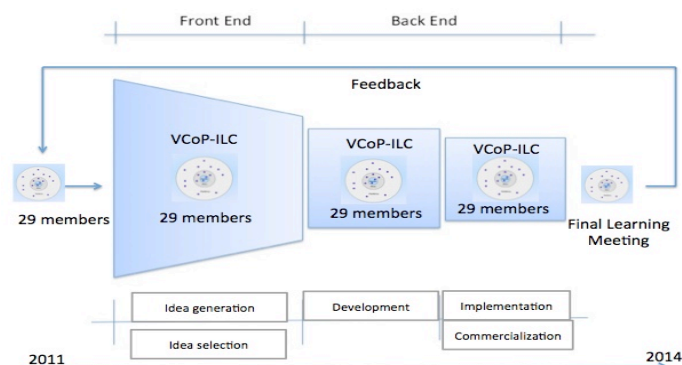 Front End
Back End
Feedback
VCoP-ILC
29 members
VCoP-ILC
29 members
VCoP-ILC
29 members
29 members
Final Learning
Meeting
Idea generation
Idea selection
Development
Implementation
Commercialization
2011
2014